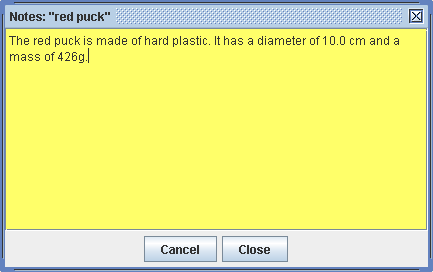 Notes: "red puck"
The red puck is made of hard plastic. It has a diameter of 10.0 cm and a
mass of 426g.
Cancel Close